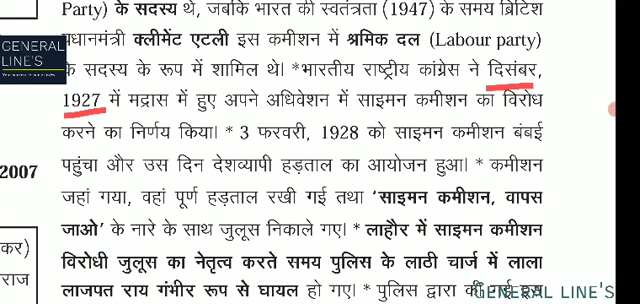 Party) के सदस्य थे, जबकि भारत की स्वतंत्रता (1947) के समय ब्रिटिश
प्रधानमंत्री क्लीमेंट एटली इस कमीशन में श्रमिक दल (Labour party)
के सदस्य के रूप में शामिल थे। *भारतीय राष्ट्रीय कांग्रेस ने दिसंबर,
1927 में मद्रास में हुए अपने अधिवेशन में साइमन कमीशन का विरोध
करने का निर्णय किया। * 3 फरवरी, 1928 को साइमन कमीशन बंबई
पहुंचा और उस दिन देशव्यापी हड़ताल का आयोजन हुआ। * कमीशन
जहां गया, वहां पूर्ण हड़ताल रखी गई तथा 'साइमन कमीशन, वापस
जाओ' के नारे के साथ जुलूस निकाले गए। * लाहौर में साइमन कमीशन
विरोधी जुलूस का नेतृत्व करते समय पुलिस के लाठी चार्ज में लाला
लाजपत राय गंभीर रूप से घायल हो गए।* पुलिस द्वारा की गई इस
GENERAL
LINE'S
2007
कर)
राज
GENERAL LINE'S